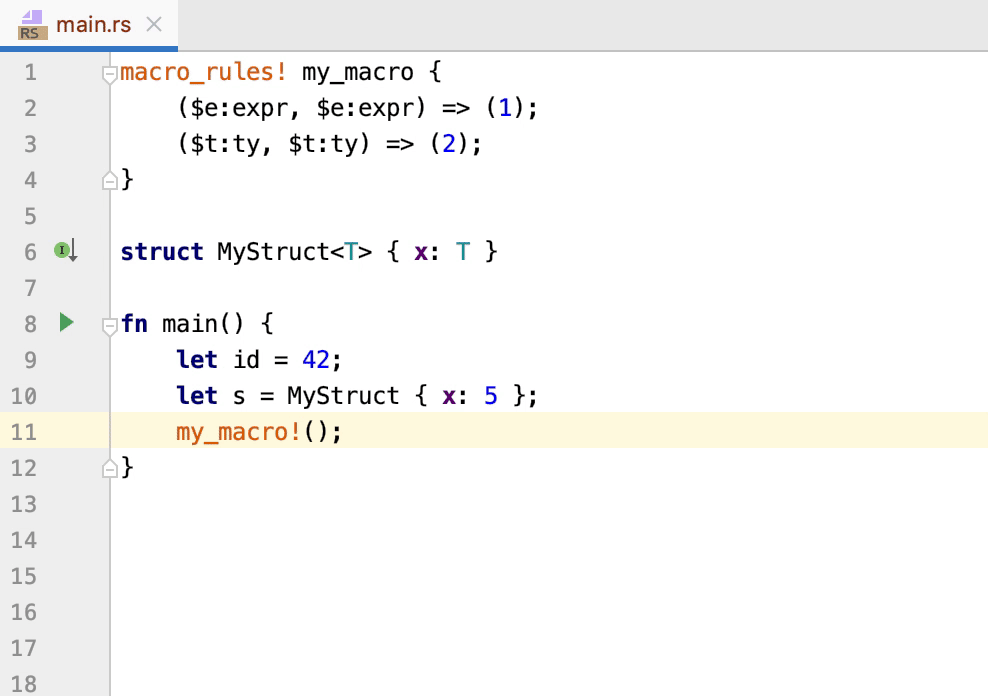 RS main.rs
1 macro_rules! my_macro {
2     ($e:expr, $e:expr) => (1);
3     ($t:ty, $t:ty) => (2);
4 }
5
6 I struct MyStruct<T> { x: T }
7
8 fn main() {
9     let id = 42;
10     let s = MyStruct { x: 5 };
11     my_macro!();
12 }
13
14
15
16
17
18